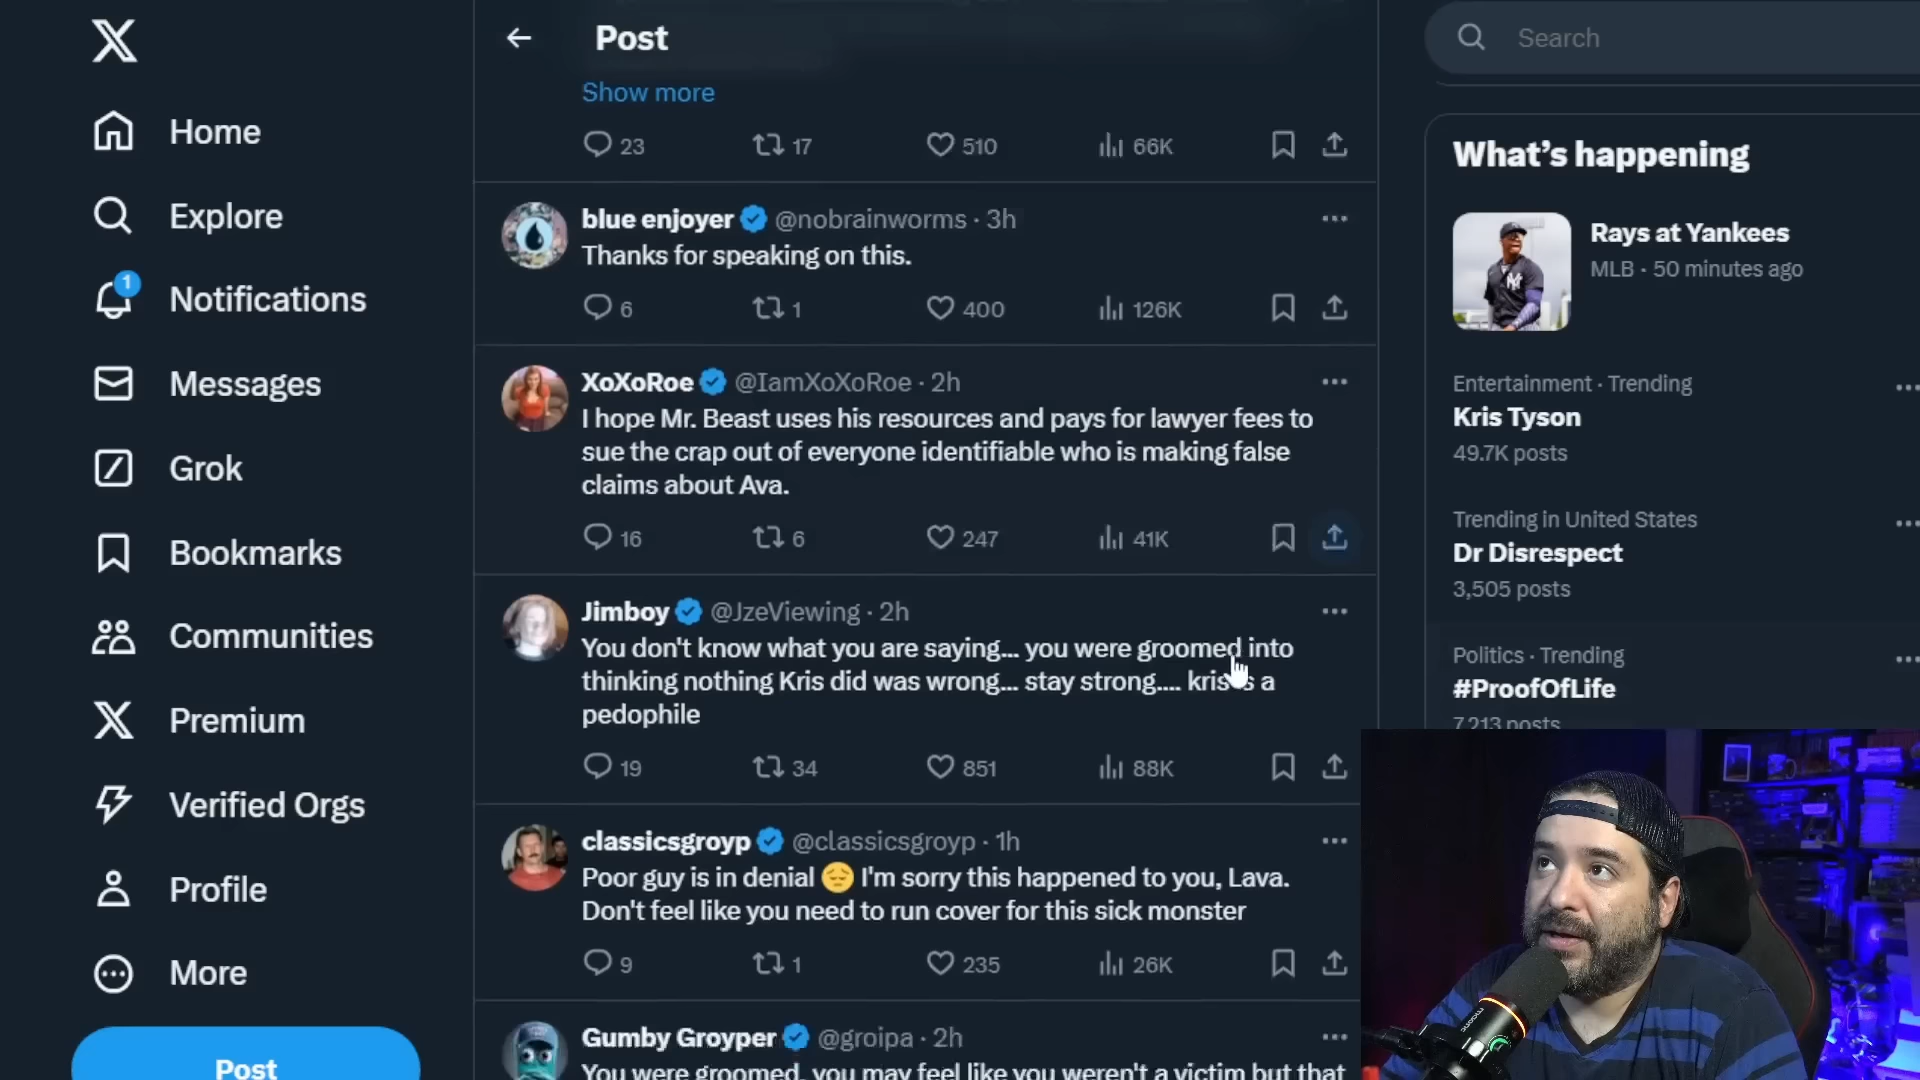 Post
Search
Show more
23 17 510 66K
Home
Explore
1
Notifications
Messages
Grok
Bookmarks
Communities
Premium
Verified Orgs
Profile
More
Post
blue enjoyer @nobrainworms · 3h
Thanks for speaking on this.
6 1 400 126K
XoXoRoe @IamXoXoRoe · 2h
I hope Mr. Beast uses his resources and pays for lawyer fees to
sue the crap out of everyone identifiable who is making false
claims about Ava.
16 6 247 41K
Jimboy @JzeViewing · 2h
You don't know what you are saying... you were groomed into
thinking nothing Kris did was wrong... stay strong.... kris is a
pedophile
19 34 851 88K
classicsgroyp @classicsgroyp · 1h
Poor guy is in denial 😔 I'm sorry this happened to you, Lava.
Don't feel like you need to run cover for this sick monster
9 1 235 26K
Gumby Groyper @groipa · 2h
You were groomed, you may feel like you weren't a victim but that
What's happening
Rays at Yankees
MLB · 50 minutes ago
Entertainment · Trending
Kris Tyson
49.7K posts
Trending in United States
Dr Disrespect
3,505 posts
Politics · Trending
#ProofOfLife
7,213 posts